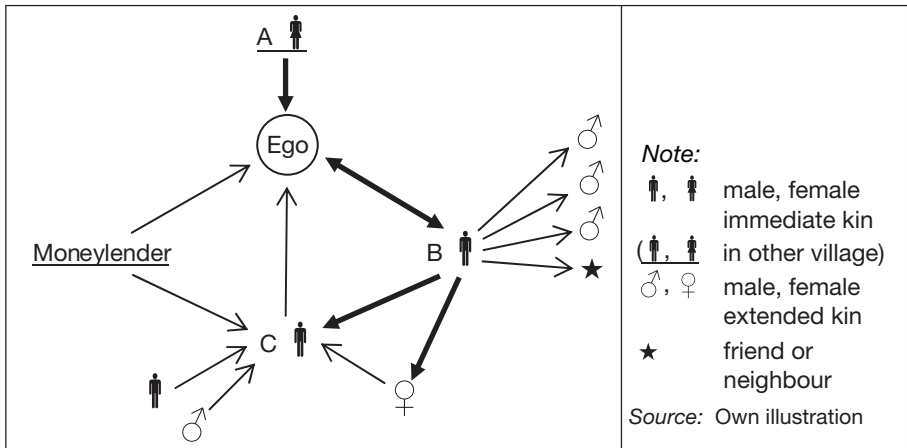 A
Ego
Moneylender
B
C
Note:
, male, female
immediate kin
( , in other village)
♂, ♀ male, female
extended kin
★ friend or
neighbour
Source: Own illustration